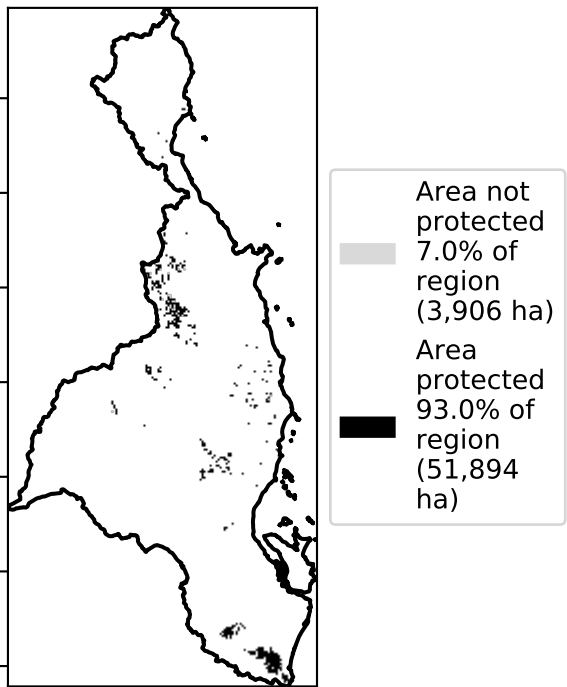 Area not
protected
7.0% of
region
(3,906 ha)
Area
protected
93.0% of
region
(51,894
ha)